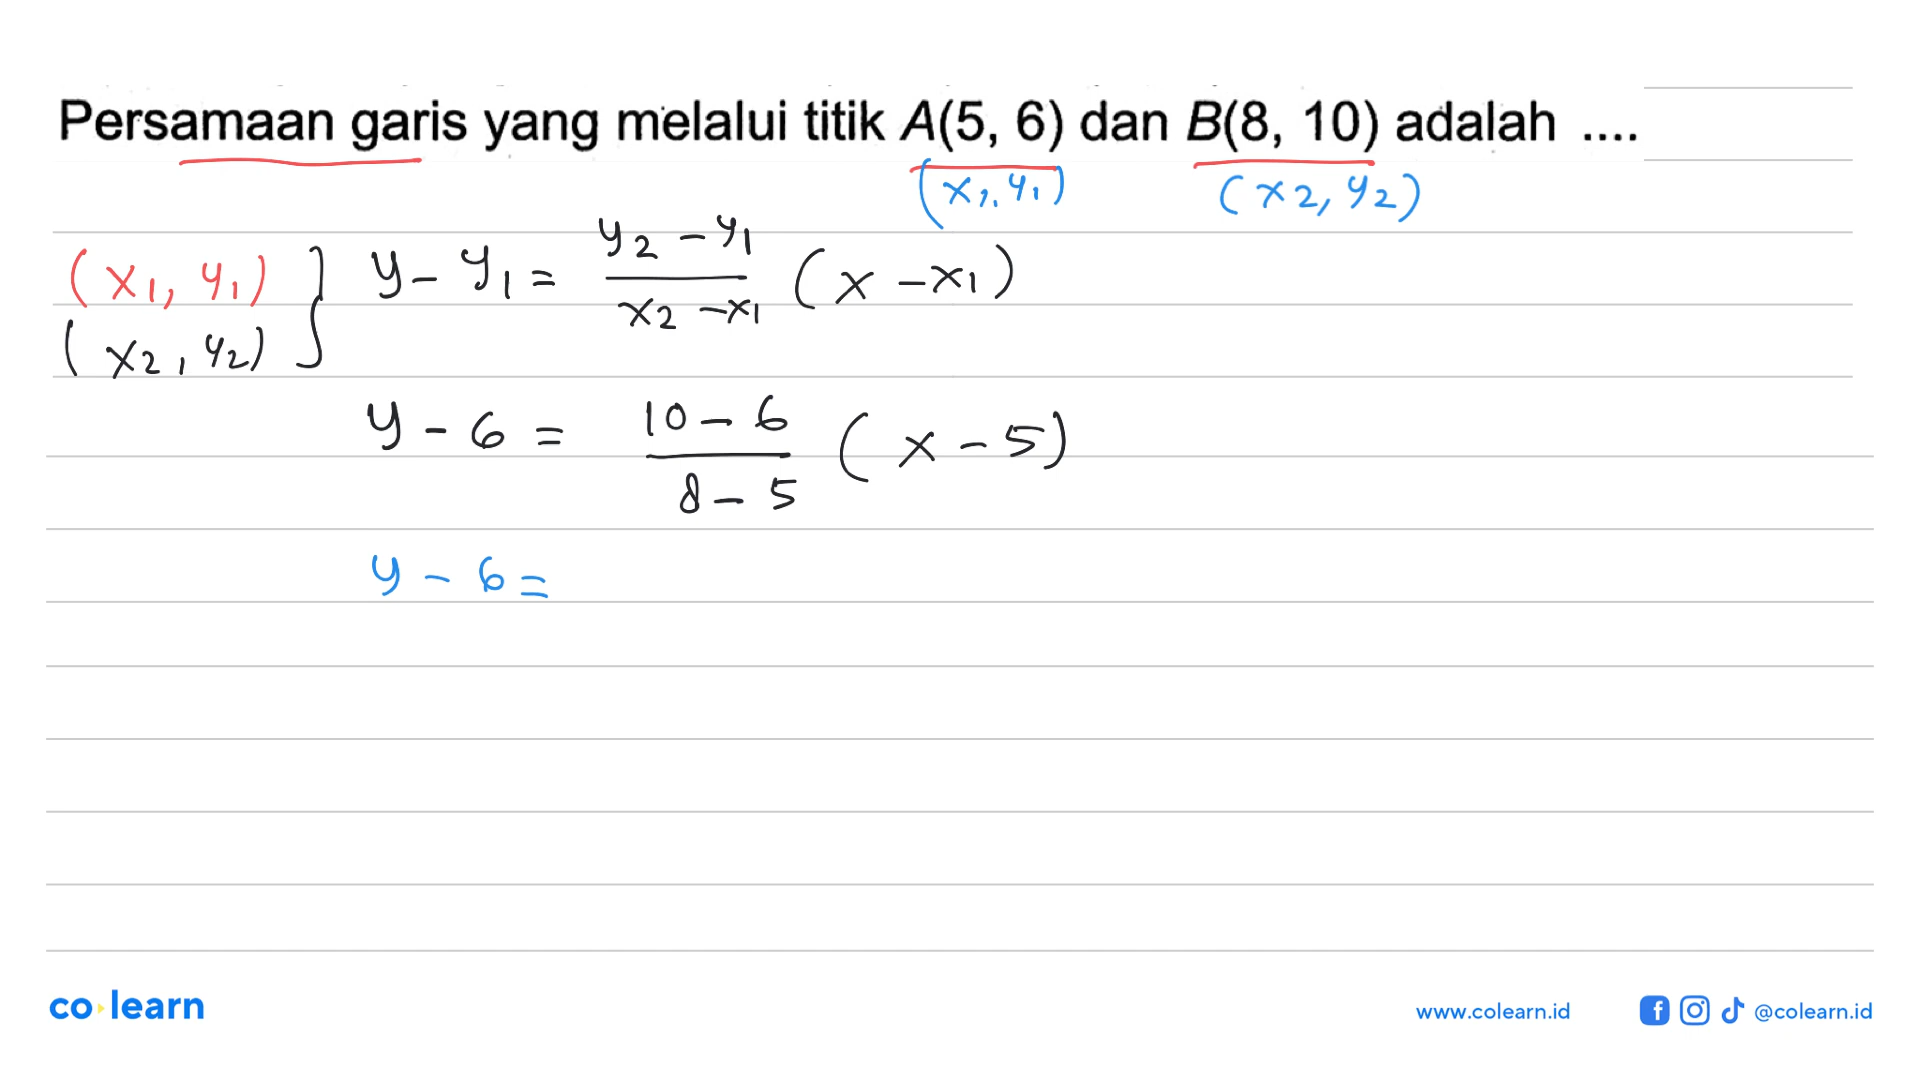 Persamaan garis yang melalui titik A(5, 6) dan B(8, 10) adalah ....
(x1, y1) (x2, y2)
(x1, y1) } y - y1 = y2 - y1 / x2 - x1 (x - x1)
(x2, y2)
y - 6 = 10 - 6 / 8 - 5 (x - 5)
y - 6 =
co learn
www.colearn.id @colearn.id